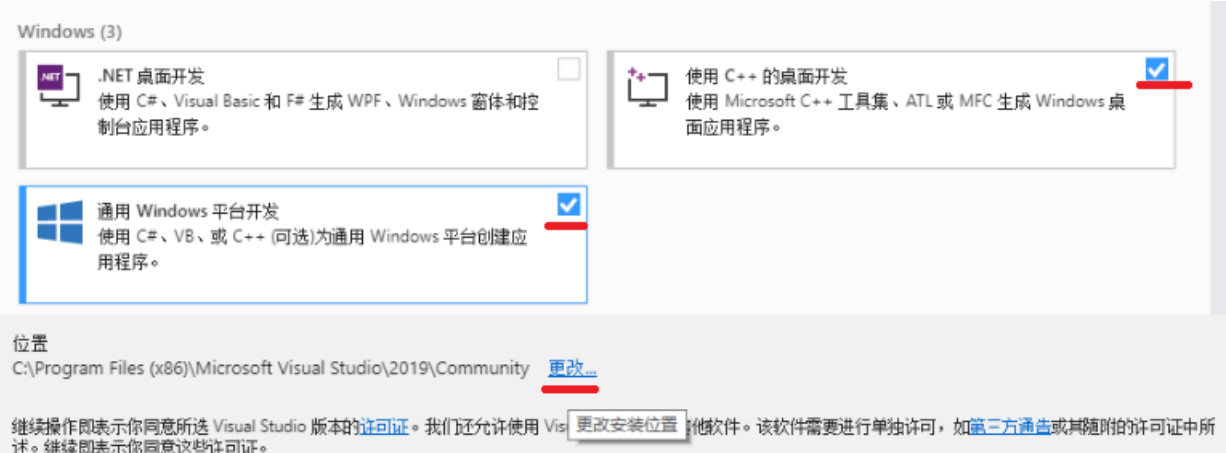 Windows (3)
.NET 桌面开发
使用 C#、Visual Basic 和 F# 生成 WPF、Windows 窗体和控
制台应用程序。
使用 C++ 的桌面开发
使用 Microsoft C++ 工具集、ATL 或 MFC 生成 Windows 桌
面应用程序。
通用 Windows 平台开发
使用 C#、VB、或 C++ (可选)为通用 Windows 平台创建应
用程序。
位置
C:\Program Files (x86)\Microsoft Visual Studio\2019\Community 更改...
继续操作即表示你同意所选 Visual Studio 版本的许可证。我们还允许使用 Vis 更改安装位置 他软件。该软件需要进行单独许可，如第三方通告或其随附的许可证中所
述。继续即表示你同意这些许可证。